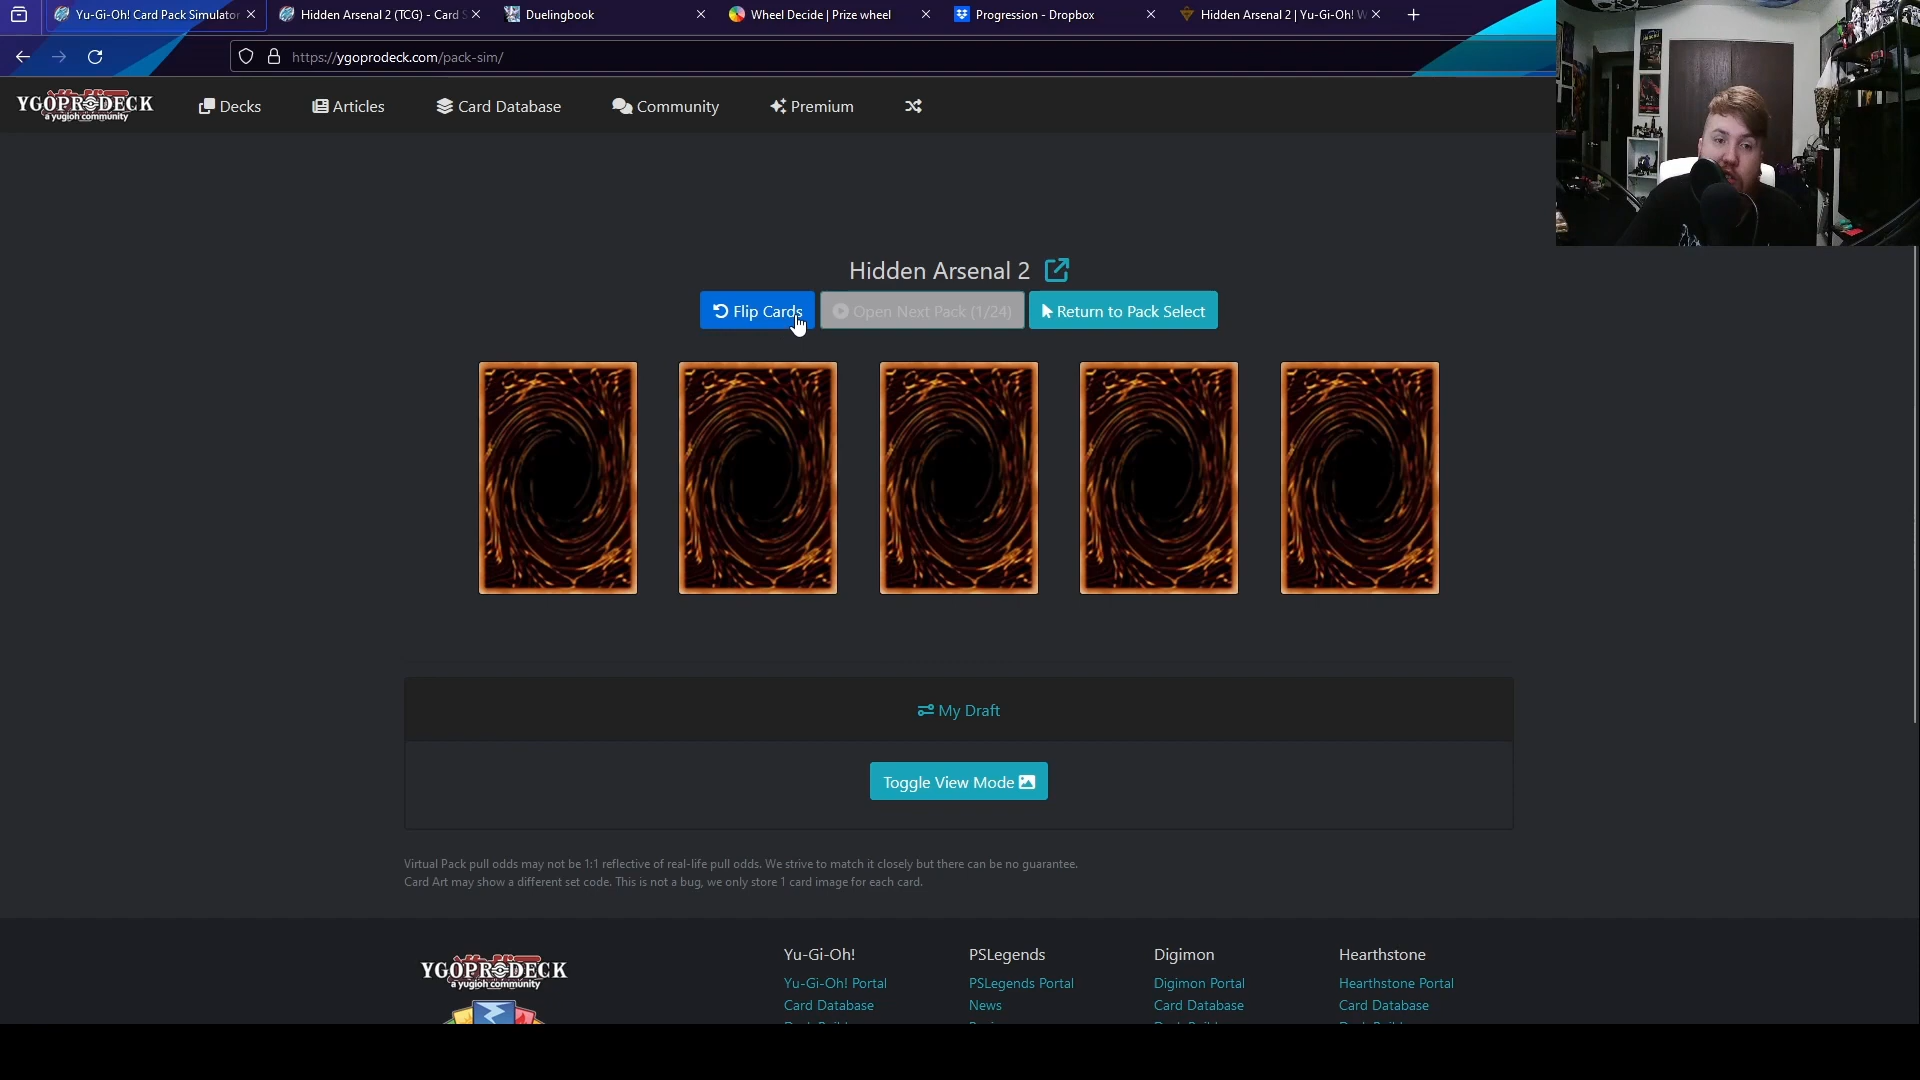 Yu-Gi-Oh! Card Pack Simulator
Hidden Arsenal 2 (TCG) - Card S
Duelingbook
Wheel Decide | Prize wheel
Progression - Dropbox
Hidden Arsenal 2 | Yu-Gi-Oh! W
https://ygoprodeck.com/pack-sim/
YGOPRODECK
a yugioh community
Decks
Articles
Card Database
Community
Premium
Hidden Arsenal 2
Flip Cards
Open Next Pack (1/24)
Return to Pack Select
My Draft
Toggle View Mode
Virtual Pack pull odds may not be 1:1 reflective of real-life pull odds. We strive to match it closely but there can be no guarantee.
Card Art may show a different set code. This is not a bug, we only store 1 card image for each card.
YGOPRODECK
a yugioh community
Yu-Gi-Oh!
Yu-Gi-Oh! Portal
Card Database
PSLegends
PSLegends Portal
News
Digimon
Digimon Portal
Card Database
Hearthstone
Hearthstone Portal
Card Database